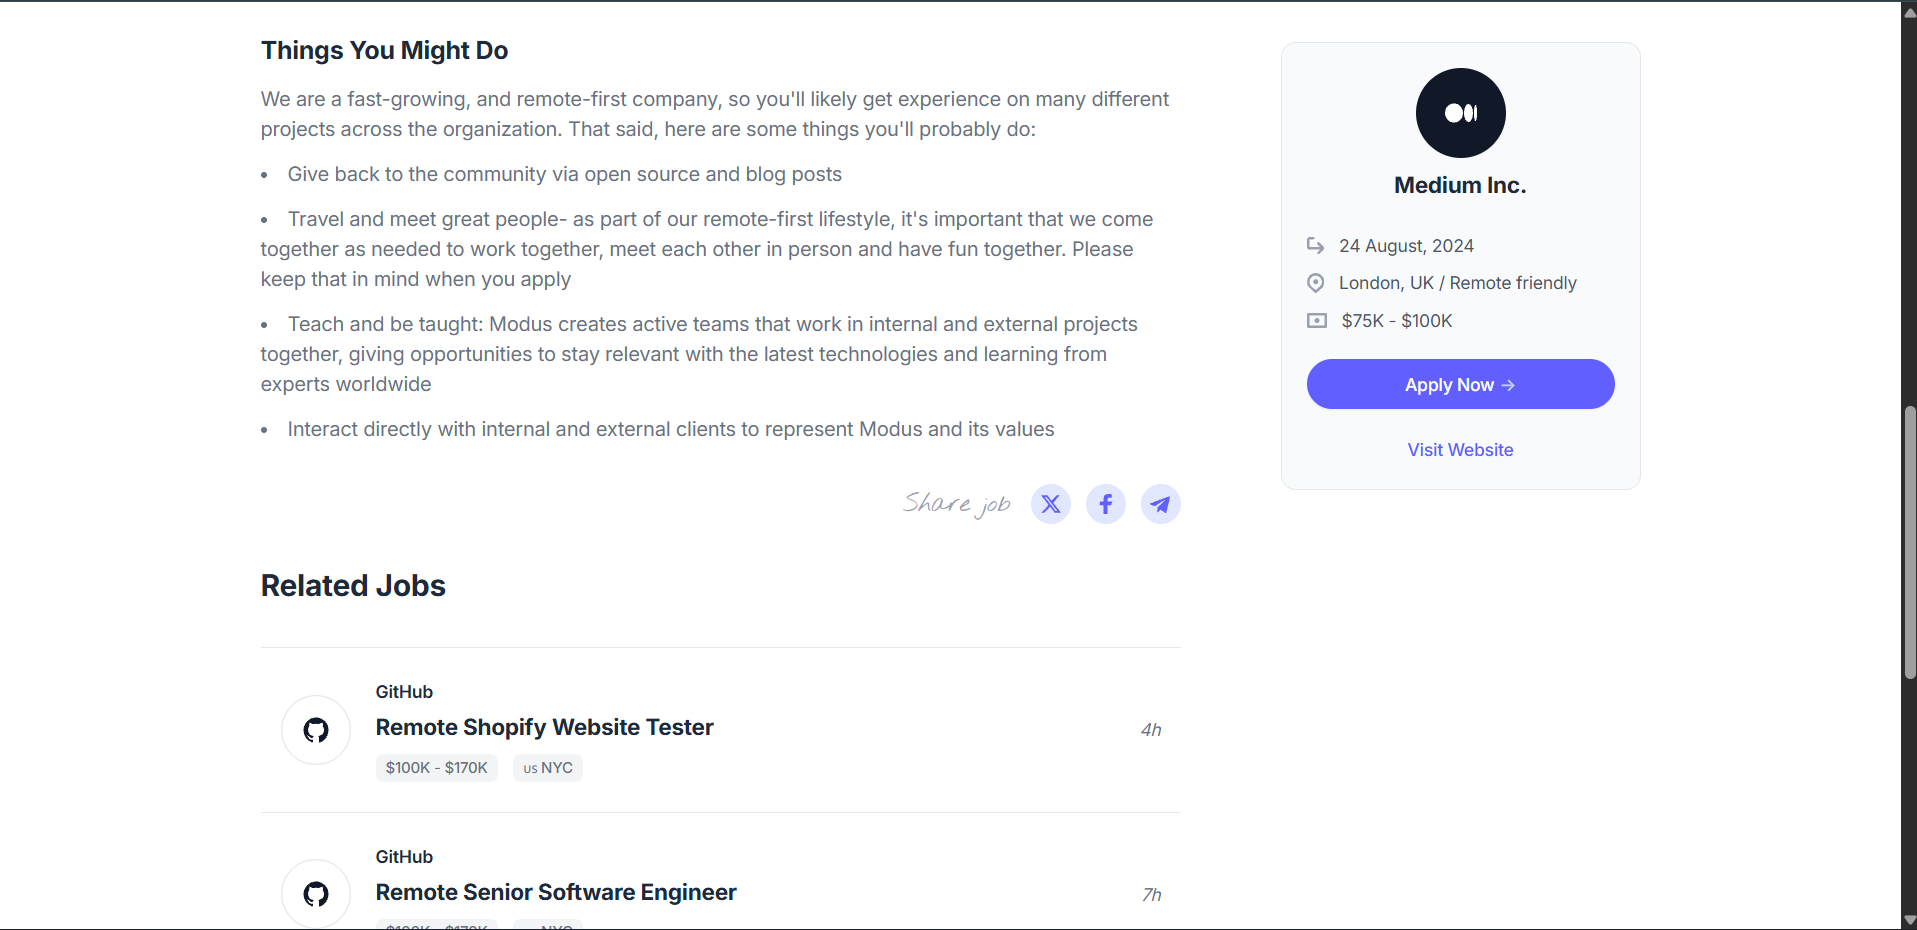 Things You Might Do
We are a fast-growing, and remote-first company, so you'll likely get experience on many different
projects across the organization. That said, here are some things you'll probably do:
• Give back to the community via open source and blog posts
• Travel and meet great people- as part of our remote-first lifestyle, it's important that we come
together as needed to work together, meet each other in person and have fun together. Please
keep that in mind when you apply
• Teach and be taught: Modus creates active teams that work in internal and external projects
together, giving opportunities to stay relevant with the latest technologies and learning from
experts worldwide
• Interact directly with internal and external clients to represent Modus and its values
Share job
Related Jobs
GitHub
Remote Shopify Website Tester
$100K - $170K us NYC
4h
GitHub
Remote Senior Software Engineer
7h
$100K - $170K us NYC
Medium Inc.
24 August, 2024
London, UK / Remote friendly
$75K - $100K
Apply Now →
Visit Website